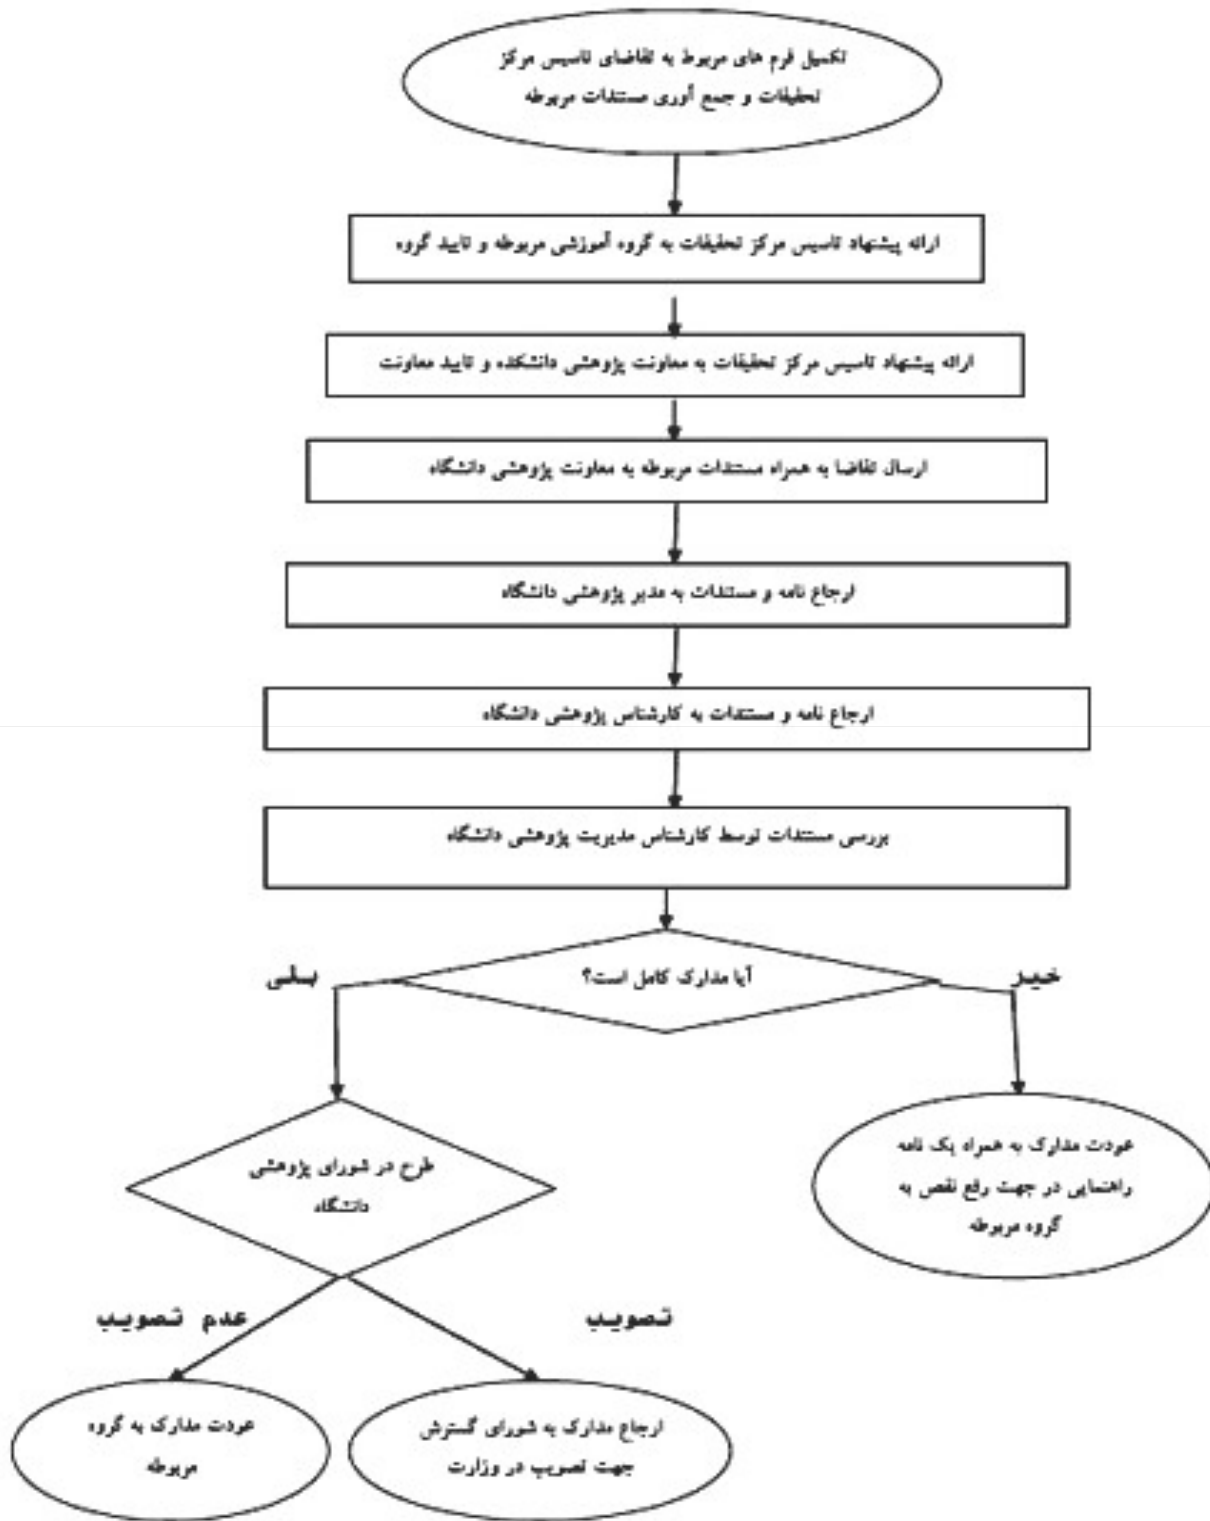 تکمیل فرم های مربوط به تقاضای تاسیس مرکز
تحقیقات و جمع آوری مستندات مربوطه
ارائه پیشنهاد تاسیس مرکز تحقیقات به گروه آموزشی مربوطه و تایید گروه
ارائه پیشنهاد تاسیس مرکز تحقیقات به معاونت پژوهشی دانشکده و تایید معاونت
ارسال تقاضا به همراه مستندات مربوطه به معاونت پژوهشی دانشگاه
ارجاع نامه و مستندات به مدیر پژوهشی دانشگاه
ارجاع نامه و مستندات به کارشناس پژوهشی دانشگاه
بررسی مستندات توسط کارشناس مدیریت پژوهشی دانشگاه
آیا مدارک کامل است؟
خیر
بلی
عودت مدارک به همراه یک نامه
راهنمایی در جهت رفع نقص به
گروه مربوطه
طرح در شورای پژوهشی
دانشگاه
تصویب
عدم تصویب
ارجاع مدارک به شورای گسترش
جهت تصویب در وزارت
عودت مدارک به گروه
مربوطه